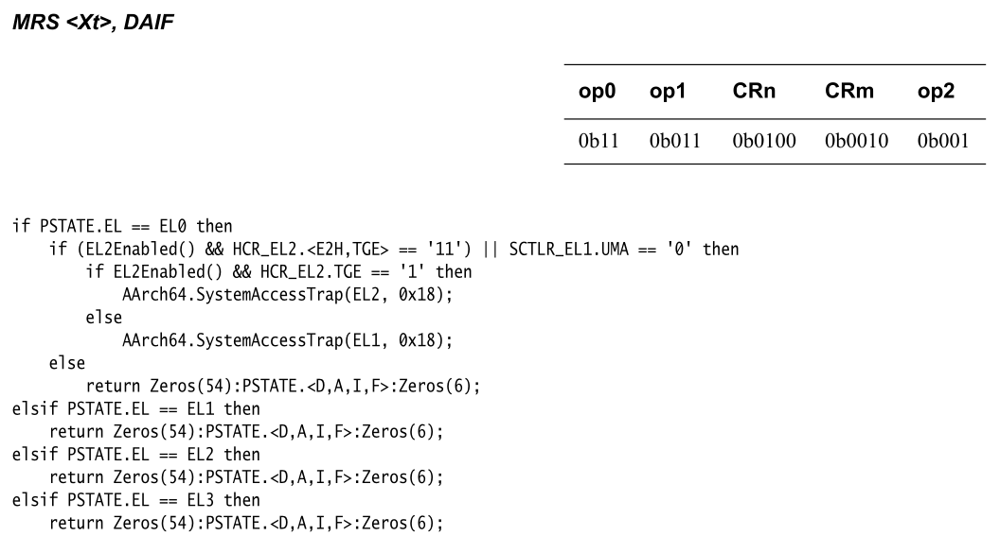 MRS <Xt>, DAIF
op0 op1 CRn CRm op2
0b11 0b011 0b0100 0b0010 0b001
if PSTATE.EL == EL0 then
    if (EL2Enabled() && HCR_EL2.<E2H,TGE> == '11') || SCTLR_EL1.UMA == '0' then
        if EL2Enabled() && HCR_EL2.TGE == '1' then
            AArch64.SystemAccessTrap(EL2, 0x18);
        else
            AArch64.SystemAccessTrap(EL1, 0x18);
    else
        return Zeros(54):PSTATE.<D,A,I,F>:Zeros(6);
elsif PSTATE.EL == EL1 then
    return Zeros(54):PSTATE.<D,A,I,F>:Zeros(6);
elsif PSTATE.EL == EL2 then
    return Zeros(54):PSTATE.<D,A,I,F>:Zeros(6);
elsif PSTATE.EL == EL3 then
    return Zeros(54):PSTATE.<D,A,I,F>:Zeros(6);